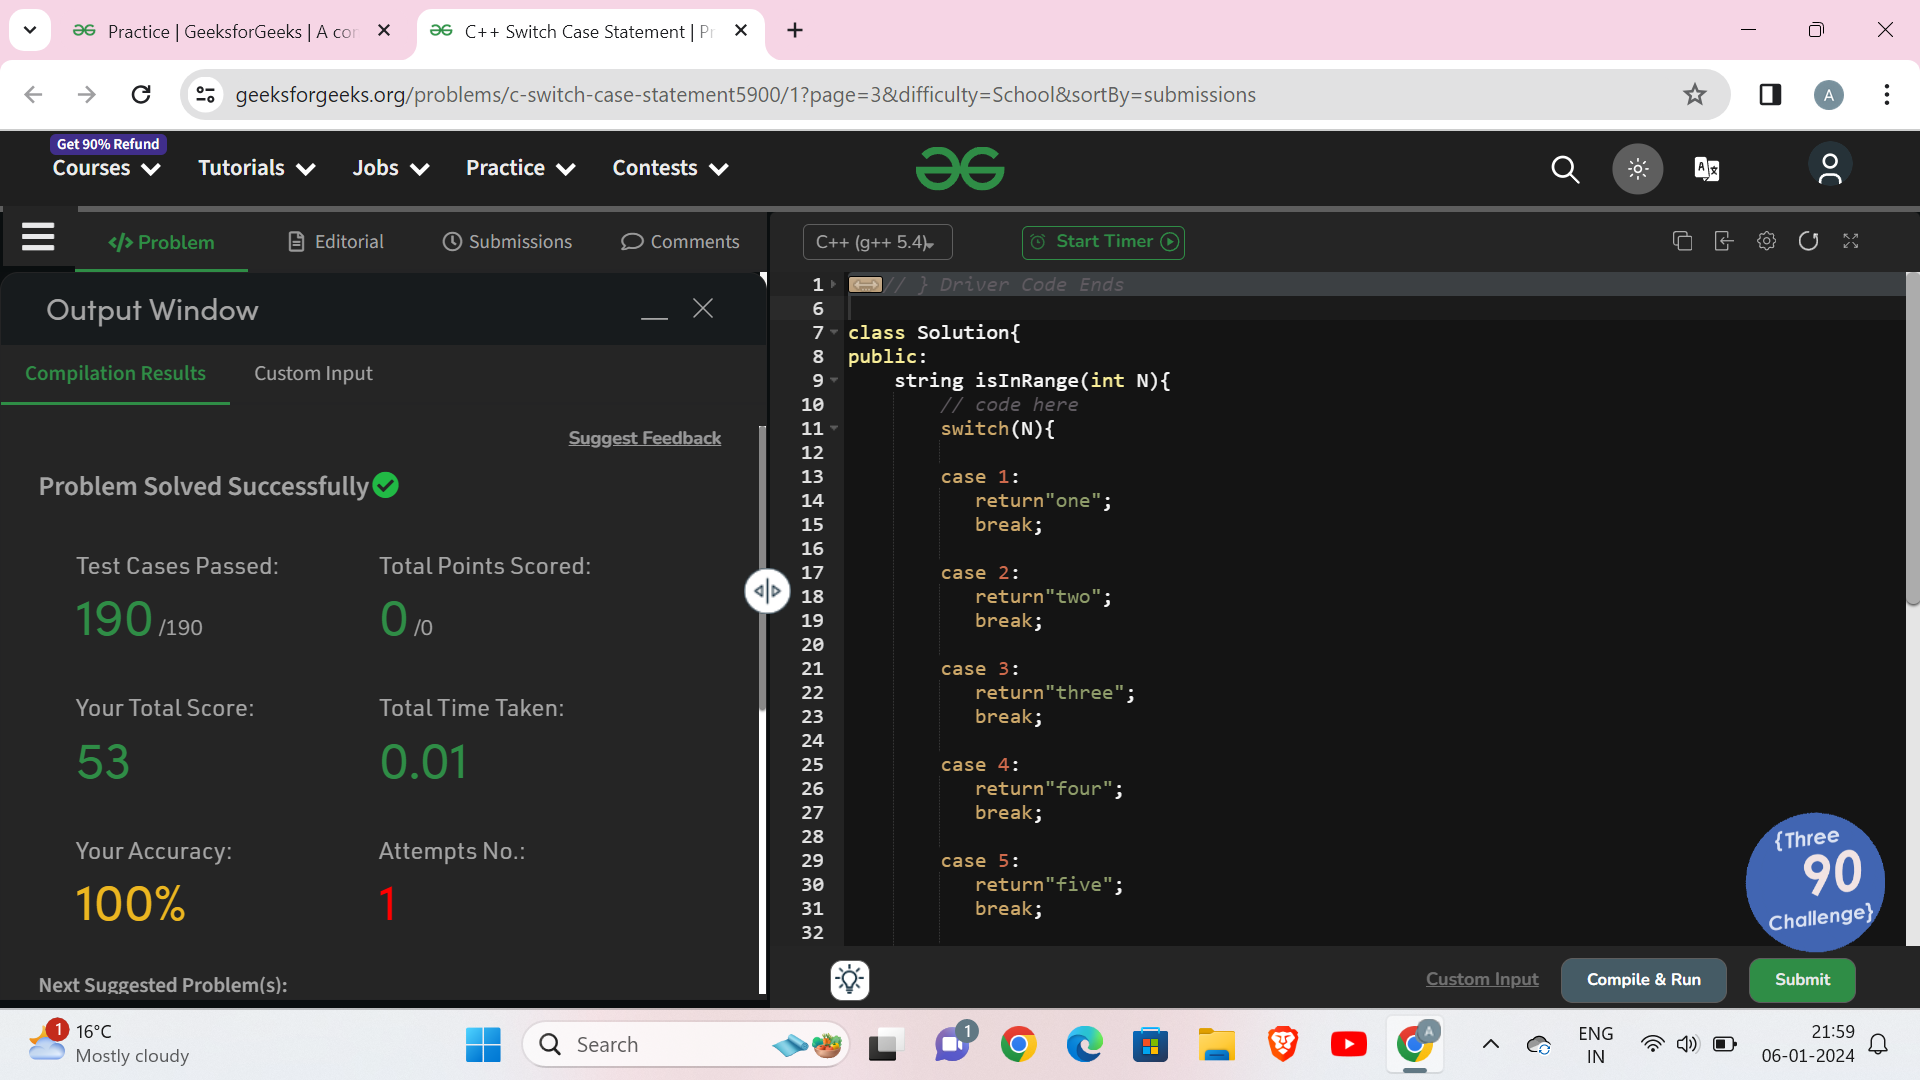 Practice | GeeksforGeeks | A cor
C++ Switch Case Statement | Pr
geeksforgeeks.org/problems/c-switch-case-statement5900/1?page=3&difficulty=School&sortBy=submissions
A
Get 90% Refund
Courses Tutorials Jobs Practice Contests
</> Problem Editorial Submissions Comments
C++ (g++ 5.4) Start Timer
Output Window
Compilation Results Custom Input
Suggest Feedback
Problem Solved Successfully
Test Cases Passed: Total Points Scored:
190 /190 0 /0
Your Total Score: Total Time Taken:
53 0.01
Your Accuracy: Attempts No.:
100% 1
Next Suggested Problem(s):
1 // } Driver Code Ends
6
7 class Solution{
8 public:
9 string isInRange(int N){
10 // code here
11 switch(N){
12
13 case 1:
14 return"one";
15 break;
16
17 case 2:
18 return"two";
19 break;
20
21 case 3:
22 return"three";
23 break;
24
25 case 4:
26 return"four";
27 break;
28
29 case 5:
30 return"five";
31 break;
32
{Three
90
Challenge}
Custom Input Compile & Run Submit
1 16°C
Mostly cloudy
Search
1
A
ENG
IN
21:59
06-01-2024